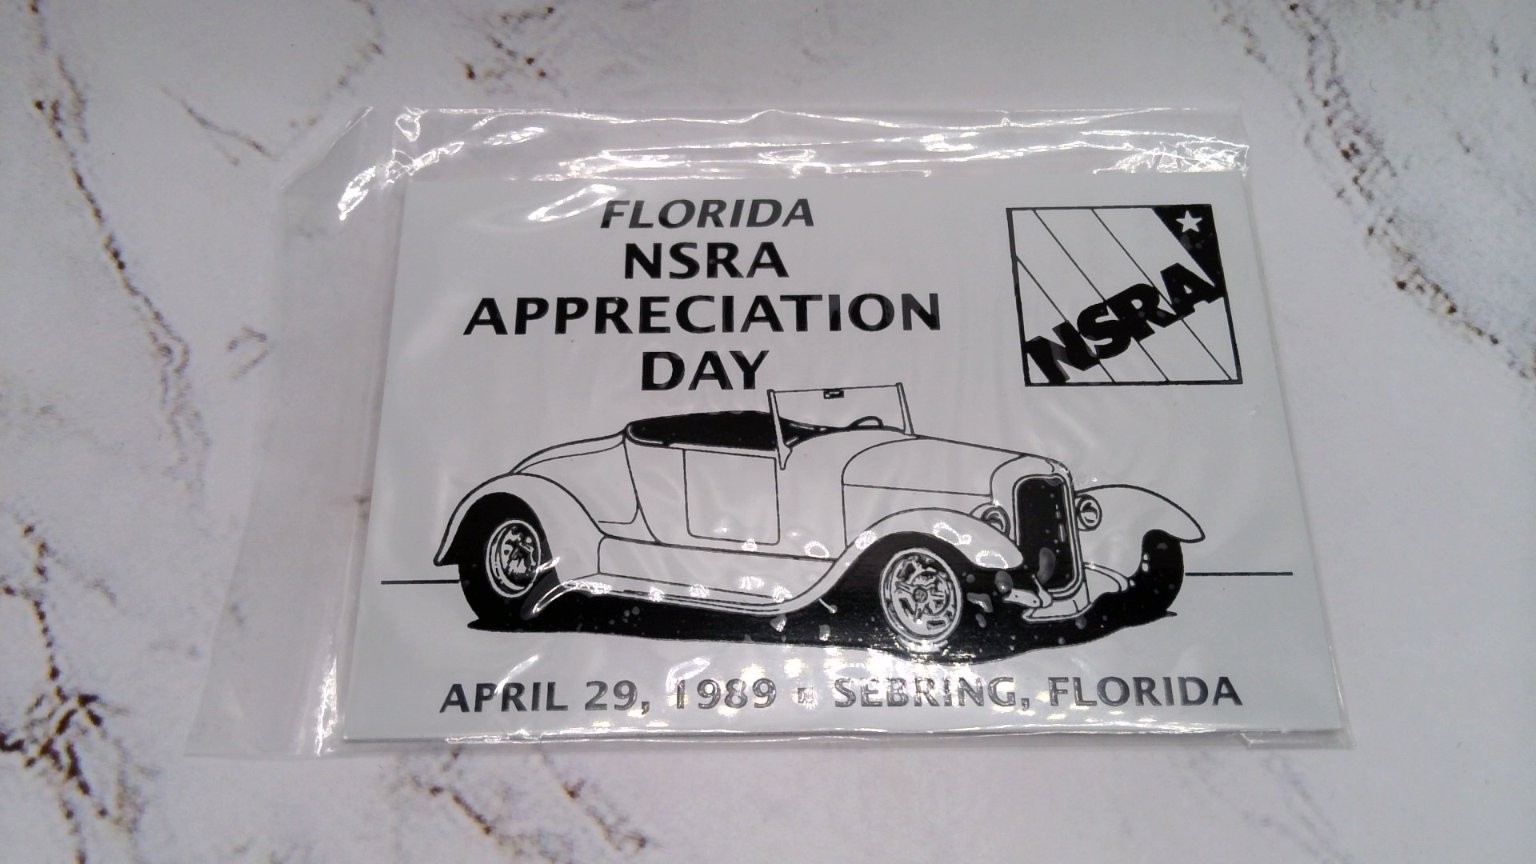 FLORIDA
NSRA
APPRECIATION
DAY
NSRA
APRIL 29, 1989 ▪ SEBRING, FLORIDA